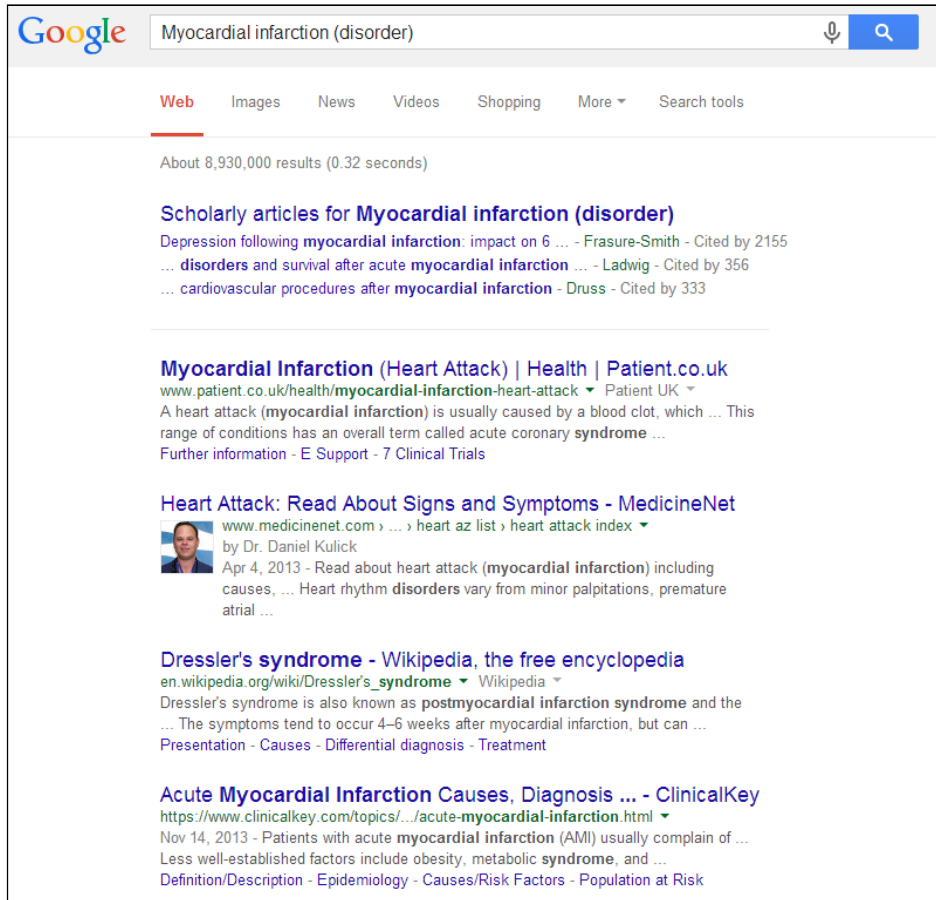 Google
Myocardial infarction (disorder)
Web Images News Videos Shopping More Search tools
About 8,930,000 results (0.32 seconds)
Scholarly articles for Myocardial infarction (disorder)
Depression following myocardial infarction: impact on 6 ... - Frasure-Smith - Cited by 2155
... disorders and survival after acute myocardial infarction ... - Ladwig - Cited by 356
... cardiovascular procedures after myocardial infarction - Druss - Cited by 333
Myocardial Infarction (Heart Attack) | Health | Patient.co.uk
www.patient.co.uk/health/myocardial-infarction-heart-attack Patient UK
A heart attack (myocardial infarction) is usually caused by a blood clot, which ... This
range of conditions has an overall term called acute coronary syndrome ...
Further information - E Support - 7 Clinical Trials
Heart Attack: Read About Signs and Symptoms - MedicineNet
www.medicinenet.com › ... › heart az list › heart attack index
by Dr. Daniel Kulick
Apr 4, 2013 - Read about heart attack (myocardial infarction) including
causes, ... Heart rhythm disorders vary from minor palpitations, premature
atrial ...
Dressler's syndrome - Wikipedia, the free encyclopedia
en.wikipedia.org/wiki/Dressler's_syndrome Wikipedia
Dressler's syndrome is also known as postmyocardial infarction syndrome and the
... The symptoms tend to occur 4–6 weeks after myocardial infarction, but can ...
Presentation - Causes - Differential diagnosis - Treatment
Acute Myocardial Infarction Causes, Diagnosis ... - ClinicalKey
https://www.clinicalkey.com/topics/.../acute-myocardial-infarction.html
Nov 14, 2013 - Patients with acute myocardial infarction (AMI) usually complain of ...
Less well-established factors include obesity, metabolic syndrome, and ...
Definition/Description - Epidemiology - Causes/Risk Factors - Population at Risk